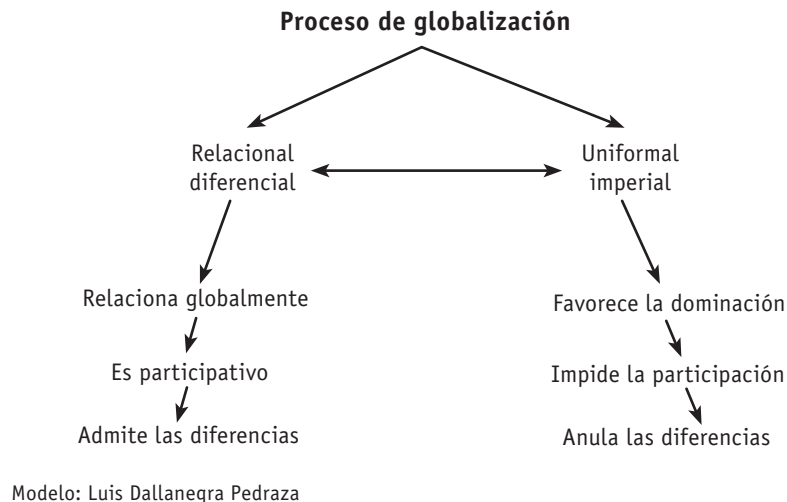 Proceso de globalización
Relacional
diferencial
Uniformal
imperial
Relaciona globalmente
Favorece la dominación
Es participativo
Impide la participación
Admite las diferencias
Anula las diferencias
Modelo: Luis Dallanegra Pedraza